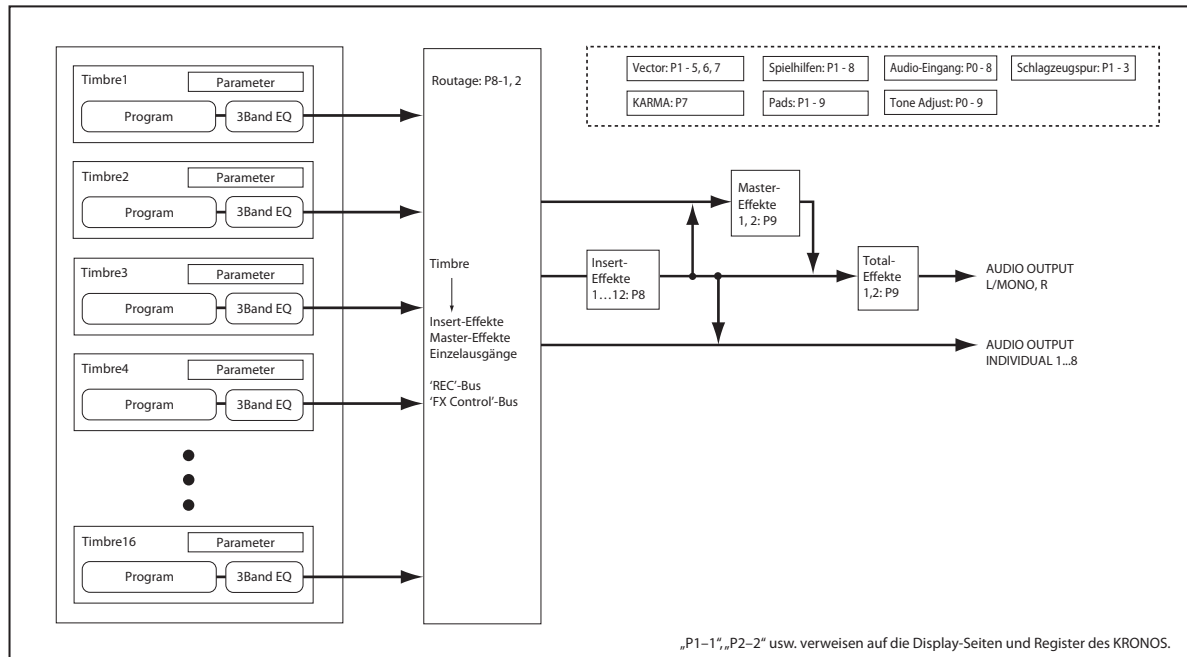 Timbre1
Parameter
Program
3Band EQ
Timbre2
Parameter
Program
3Band EQ
Timbre3
Parameter
Program
3Band EQ
Timbre4
Parameter
Program
3Band EQ
Timbre16
Parameter
Program
3Band EQ
Routage: P8-1, 2
Timbre
Insert-Effekte
Master-Effekte
Einzelausgänge
‘REC’-Bus
‘FX Control’-Bus
Vector: P1 - 5, 6, 7
Spielhilfen: P1 - 8
Audio-Eingang: P0 - 8
Schlagzeugspur: P1 - 3
KARMA: P7
Pads: P1 - 9
Tone Adjust: P0 - 9
Master-
Effekte
1, 2: P9
Insert-
Effekte
1…12: P8
Total-
Effekte
1,2: P9
AUDIO OUTPUT
L/MONO, R
AUDIO OUTPUT
INDIVIDUAL 1...8
„P1–1“, „P2–2“ usw. verweisen auf die Display-Seiten und Register des KRONOS.